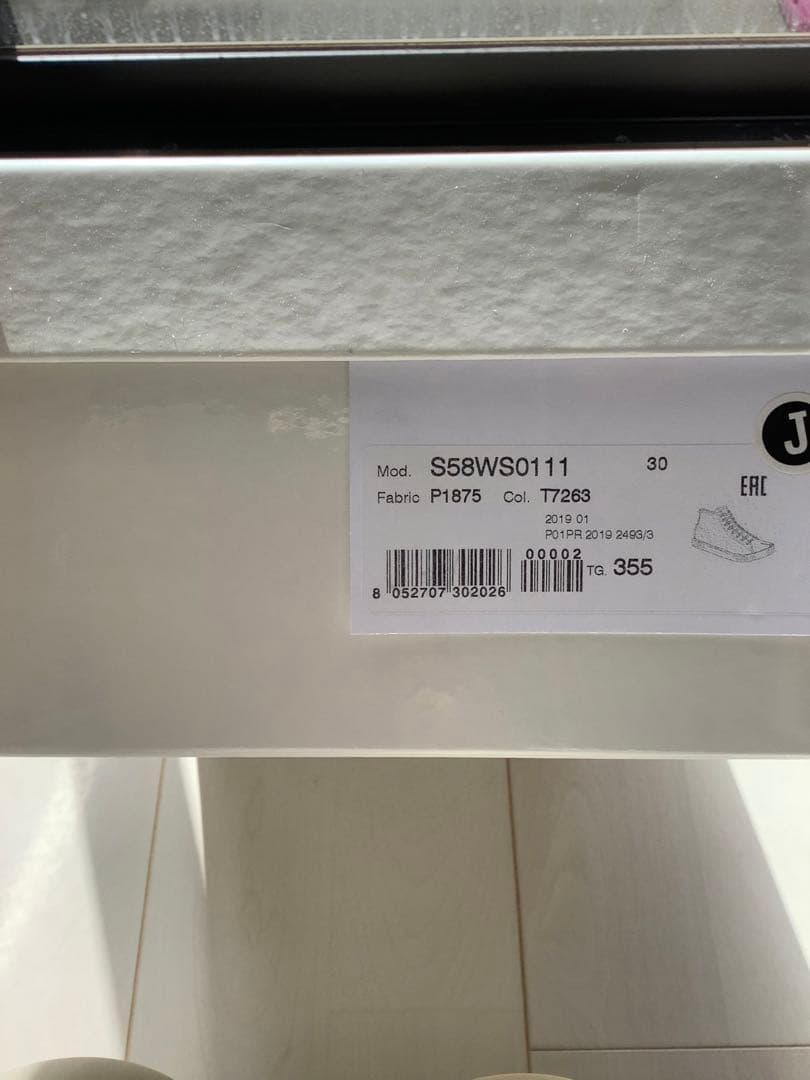 J
Mod. S58WS0111 30
EAC
Fabric P1875 Col. T7263
2019 01
P01PR 2019 2493/3
00002
TG. 355
8 052707 302026